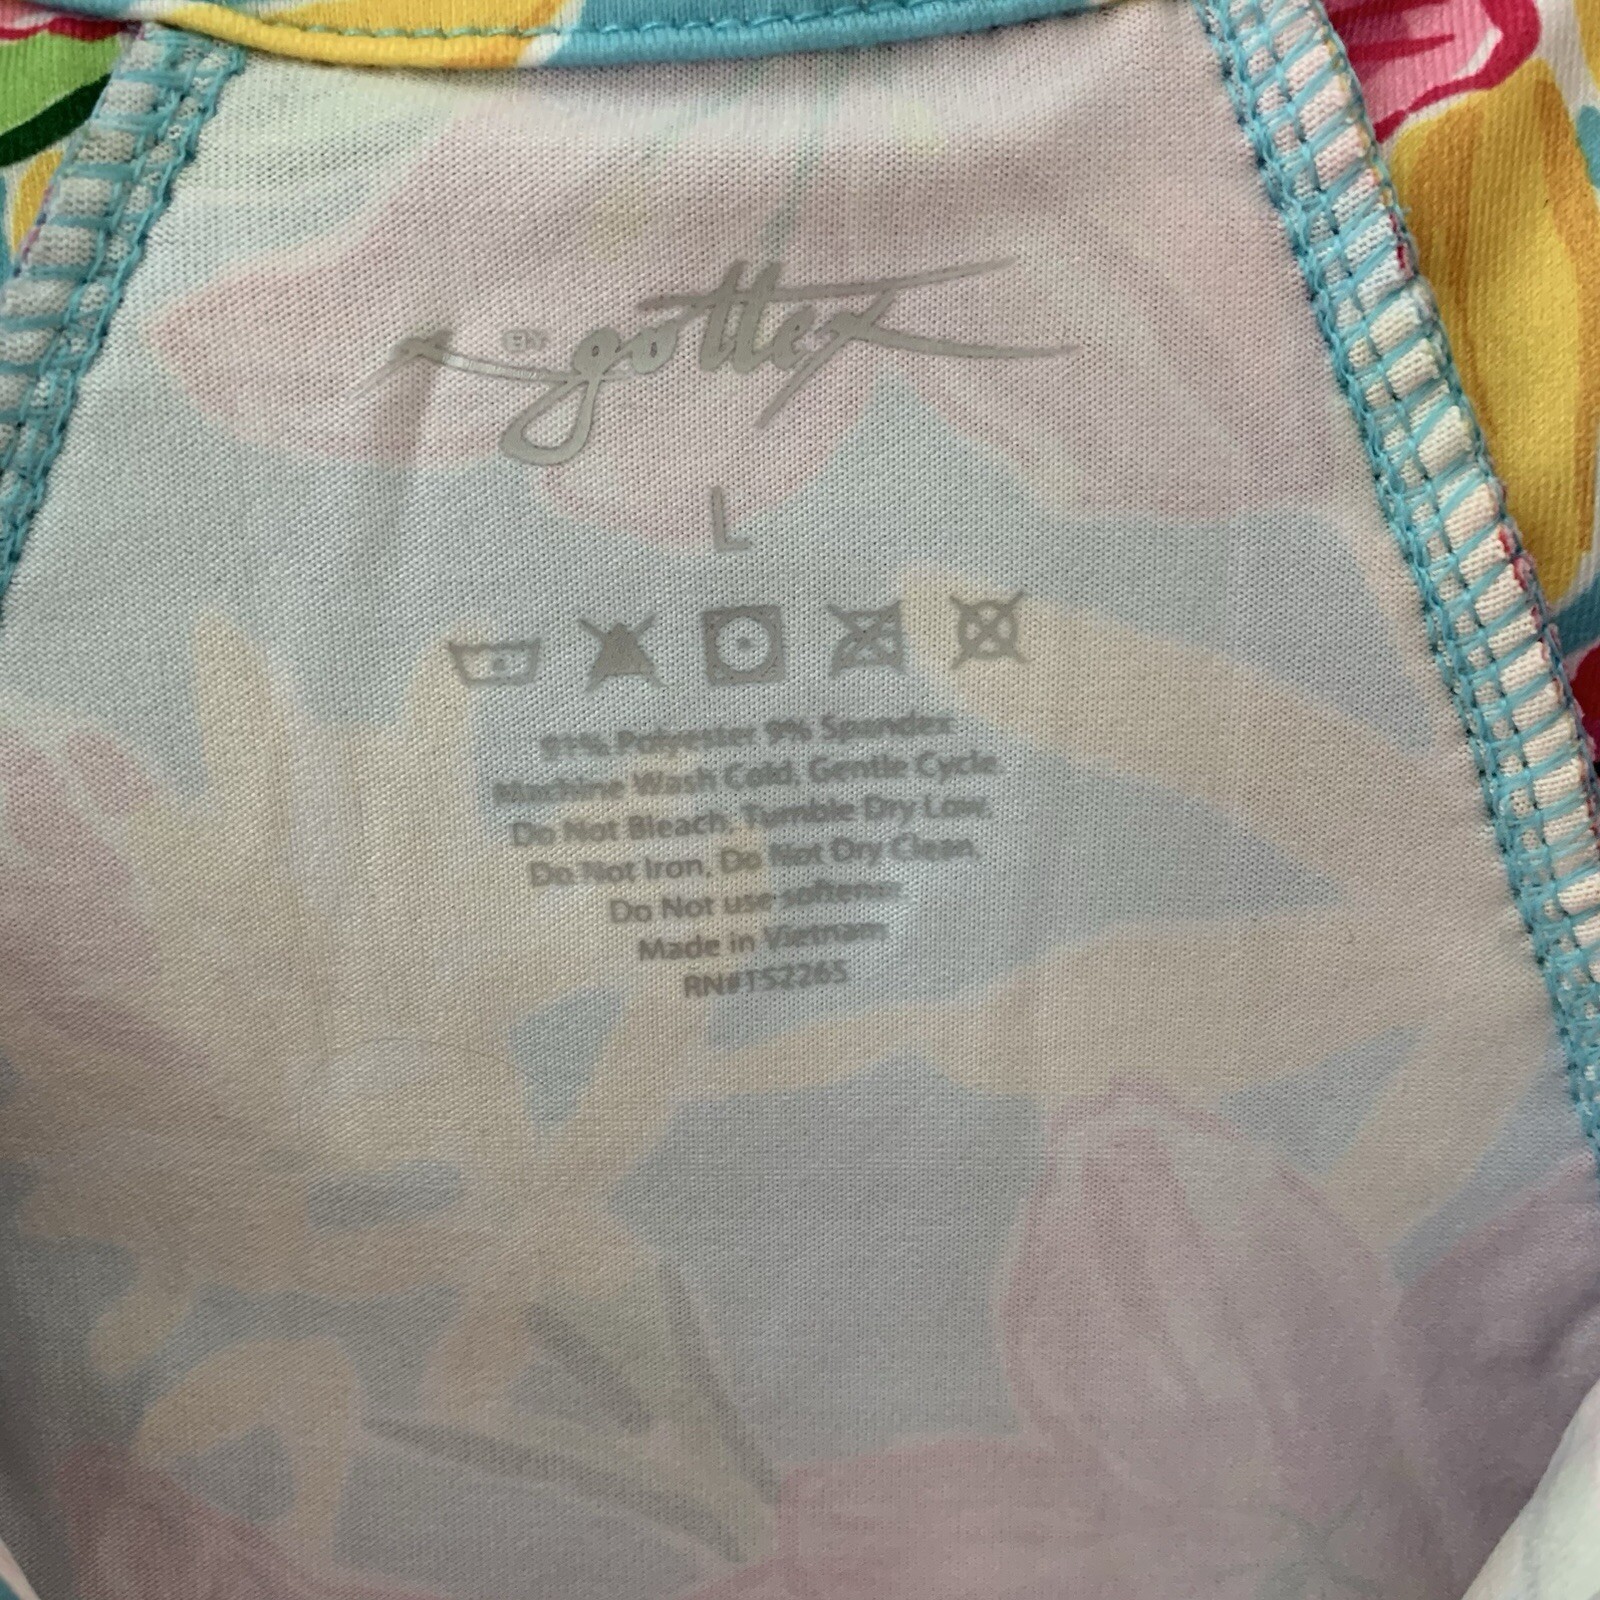 X by gottex
L
91% Polyester 9% Spandex
Machine Wash Cold, Gentle Cycle,
Do Not Bleach, Tumble Dry Low,
Do Not Iron, Do Not Dry Clean,
Do Not use softener
Made in Vietnam
RN#152265